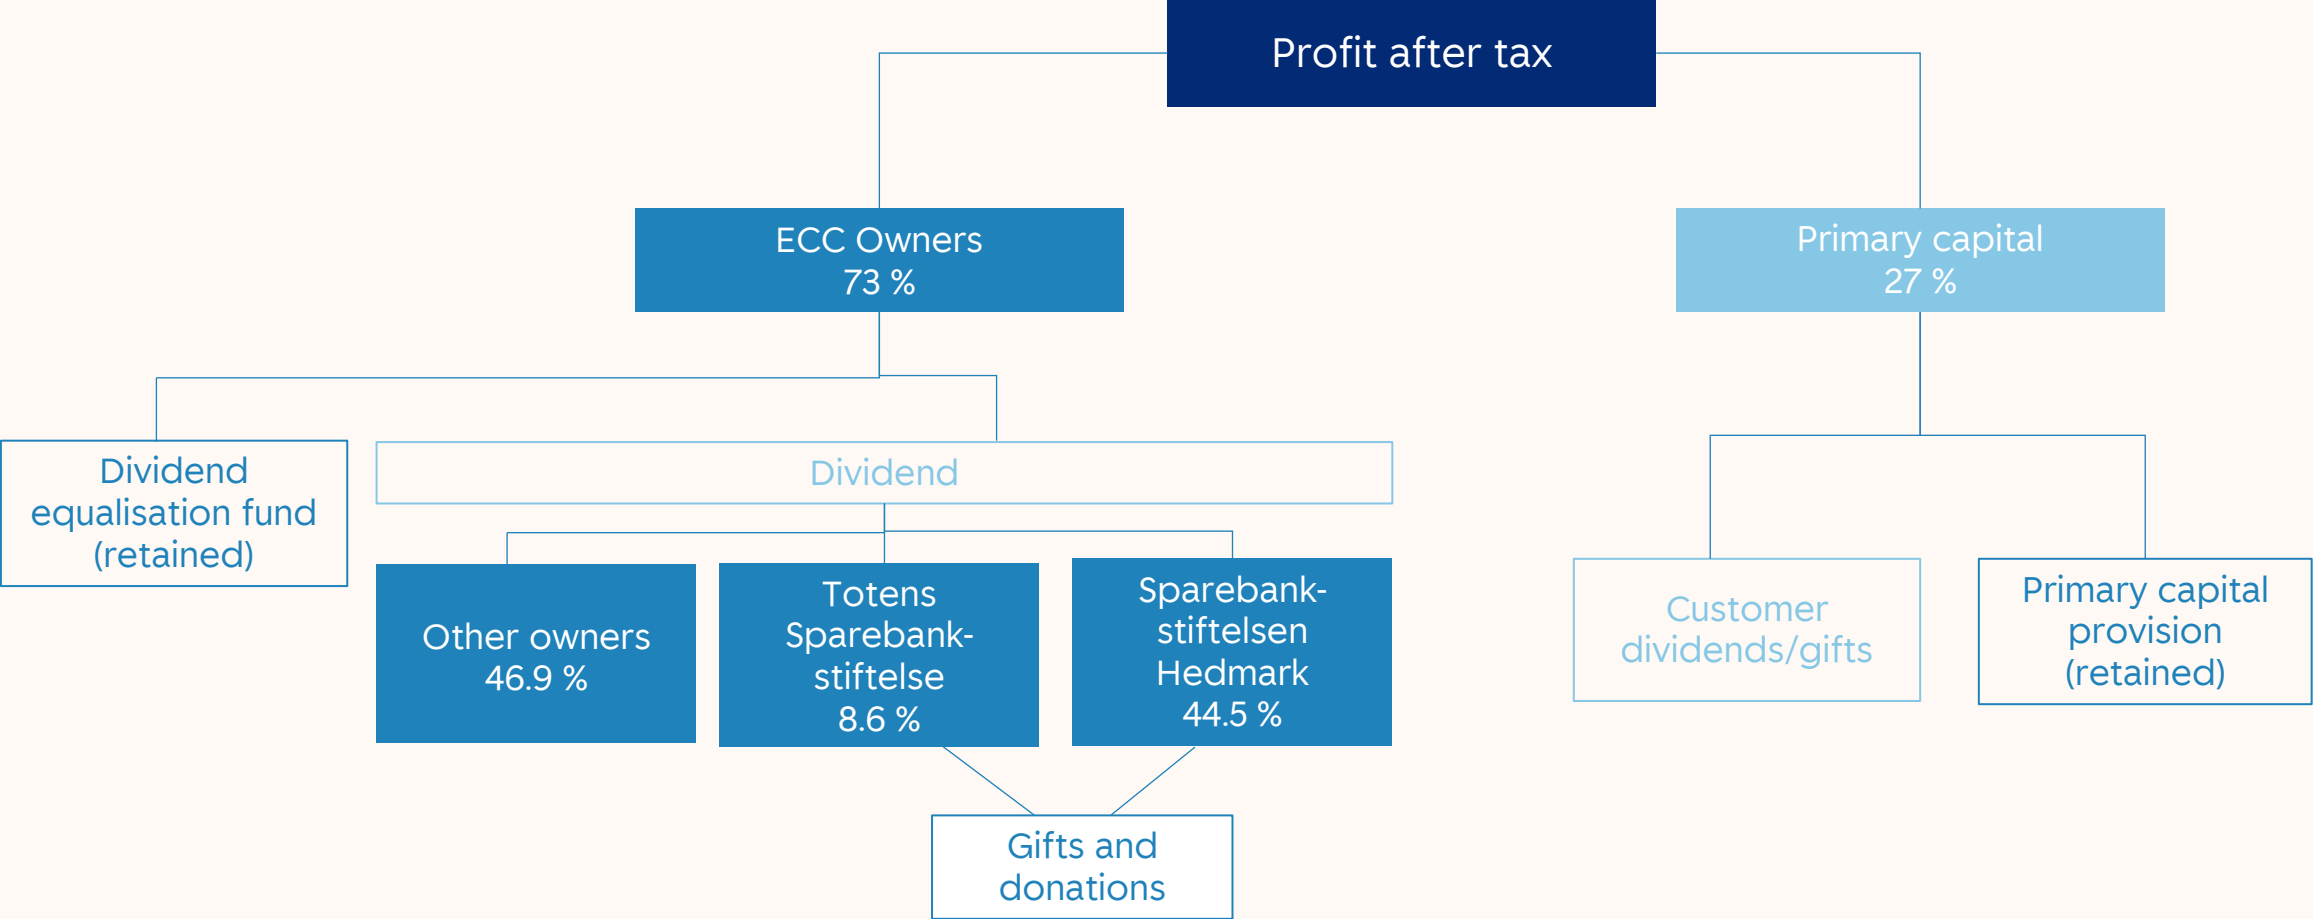 Profit after tax
ECC Owners
73 %
Primary capital
27 %
Dividend
equalisation fund
(retained)
Dividend
Other owners
46.9 %
Totens
Sparebank-
stiftelse
8.6 %
Sparebank-
stiftelsen
Hedmark
44.5 %
Customer
dividends/gifts
Primary capital
provision
(retained)
Gifts and
donations